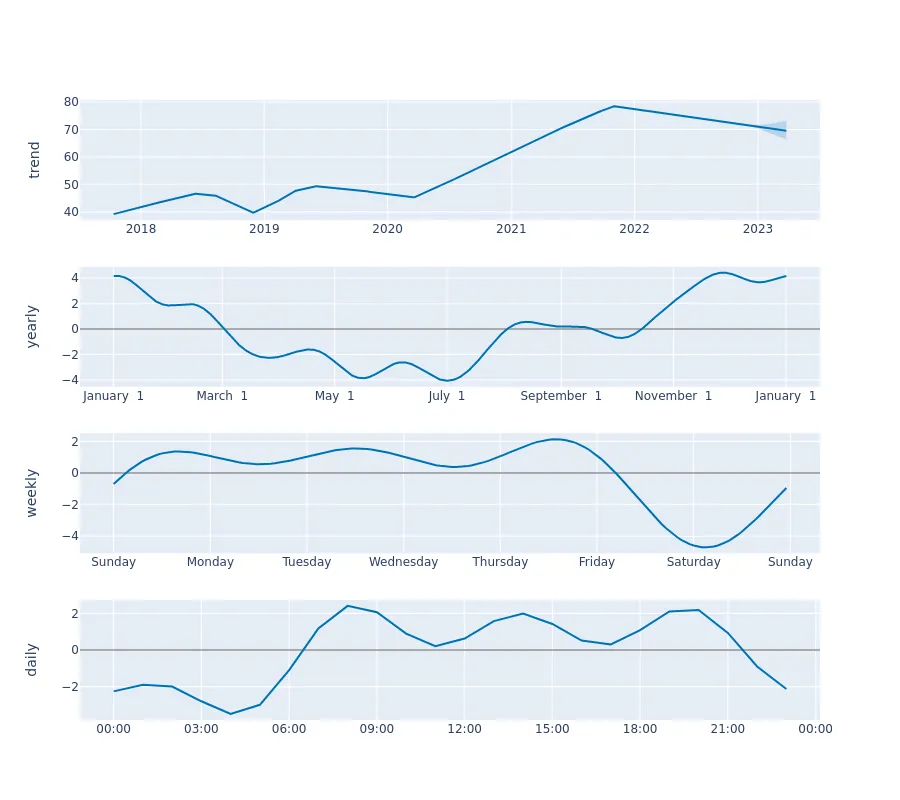 trend
80
70
60
50
40
2018 2019 2020 2021 2022 2023
yearly
4
2
0
−2
−4
January 1 March 1 May 1 July 1 September 1 November 1 January 1
weekly
2
0
−2
−4
Sunday Monday Tuesday Wednesday Thursday Friday Saturday Sunday
daily
2
0
−2
00:00 03:00 06:00 09:00 12:00 15:00 18:00 21:00 00:00